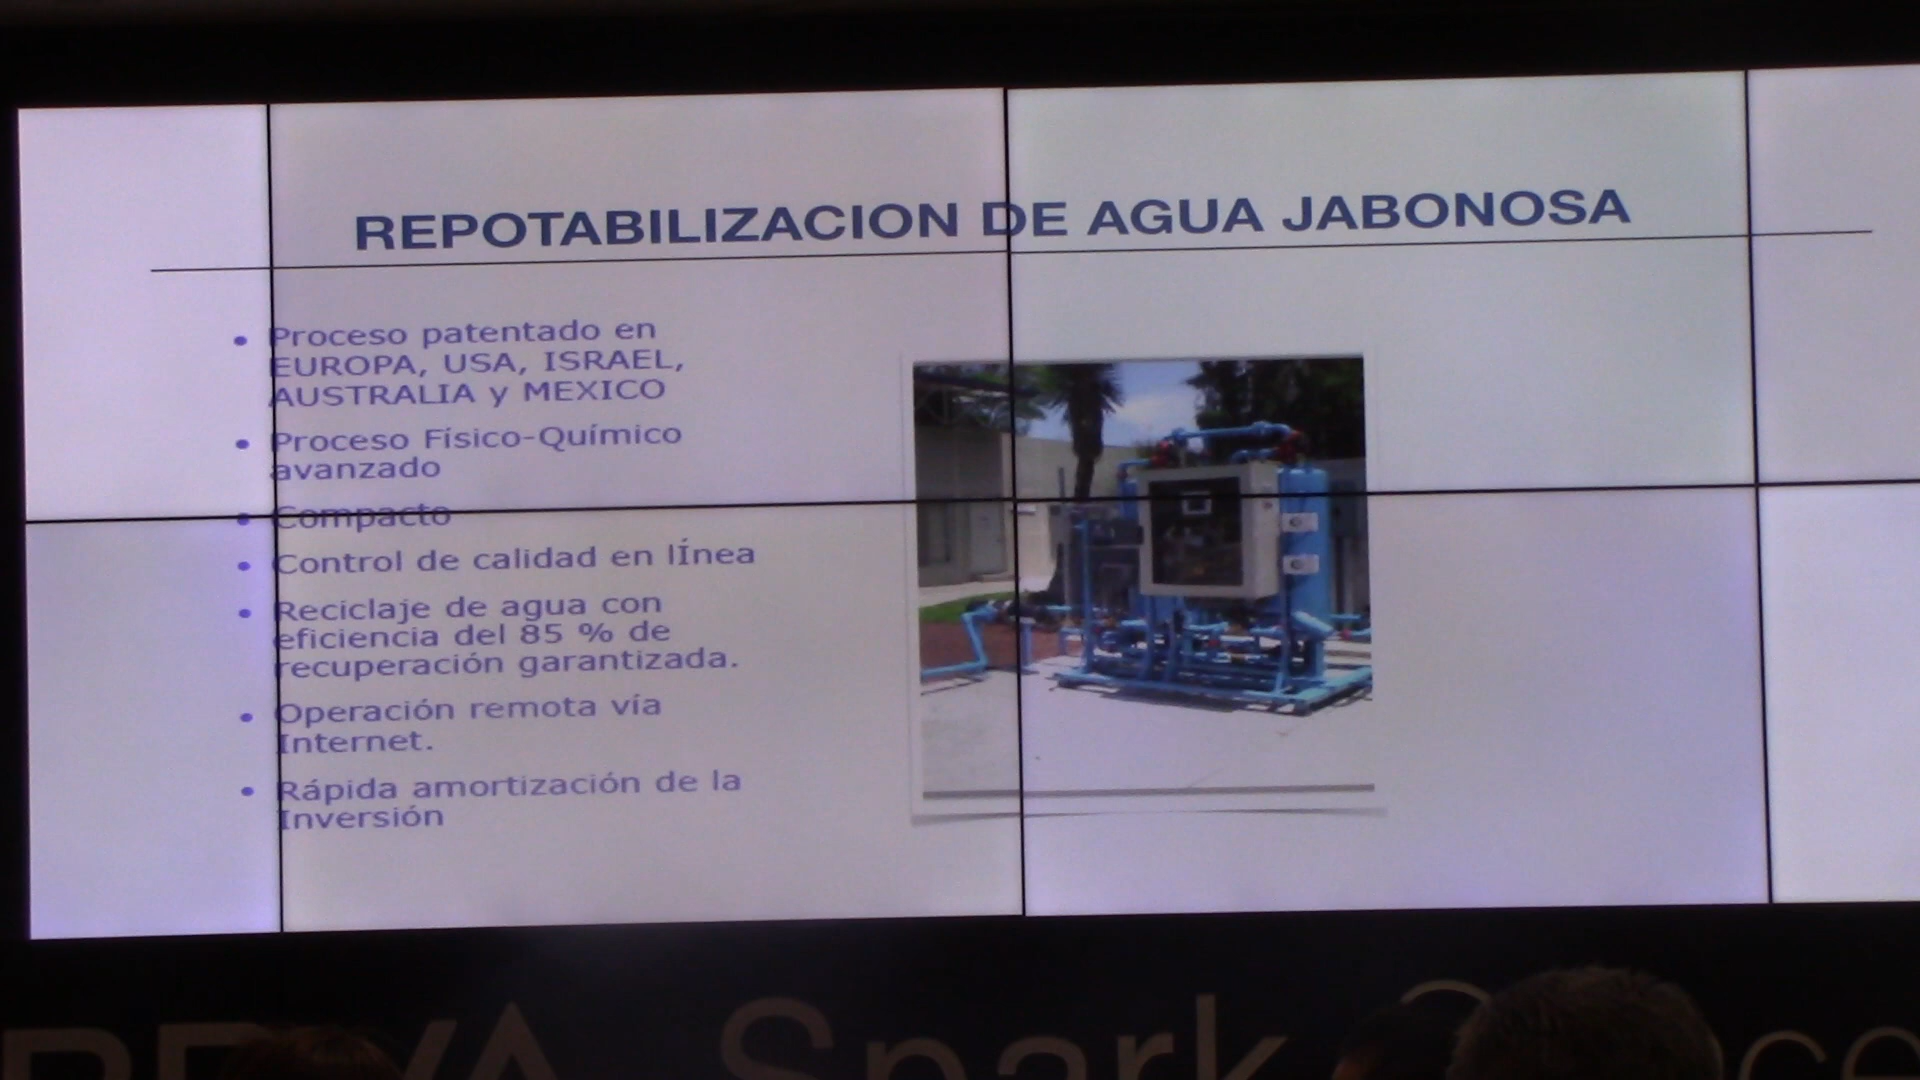 REPOTABILIZACION DE AGUA JABONOSA
• Proceso patentado en
EUROPA, USA, ISRAEL,
AUSTRALIA y MEXICO
• Proceso Físico-Químico
avanzado
• Compacto
• Control de calidad en lÍnea
• Reciclaje de agua con
eficiencia del 85 % de
recuperación garantizada.
• Operación remota vía
Internet.
• Rápida amortización de la
Inversión
Spark